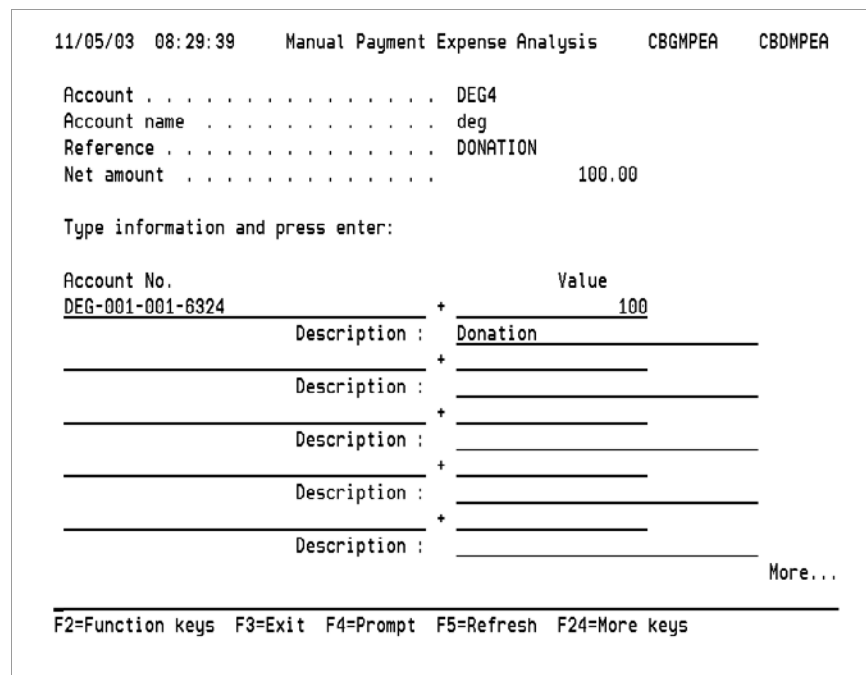 11/05/03 08:29:39 Manual Payment Expense Analysis CBGMPEA CBDMPEA
Account . . . . . . . . . . . . . . . DEG4
Account name . . . . . . . . . . . . deg
Reference . . . . . . . . . . . . . . DONATION
Net amount . . . . . . . . . . . . . 100.00
Type information and press enter:
Account No. Value
DEG-001-001-6324 + 100
Description : Donation
+
Description :
+
Description :
+
Description :
+
Description :
More...
F2=Function keys F3=Exit F4=Prompt F5=Refresh F24=More keys